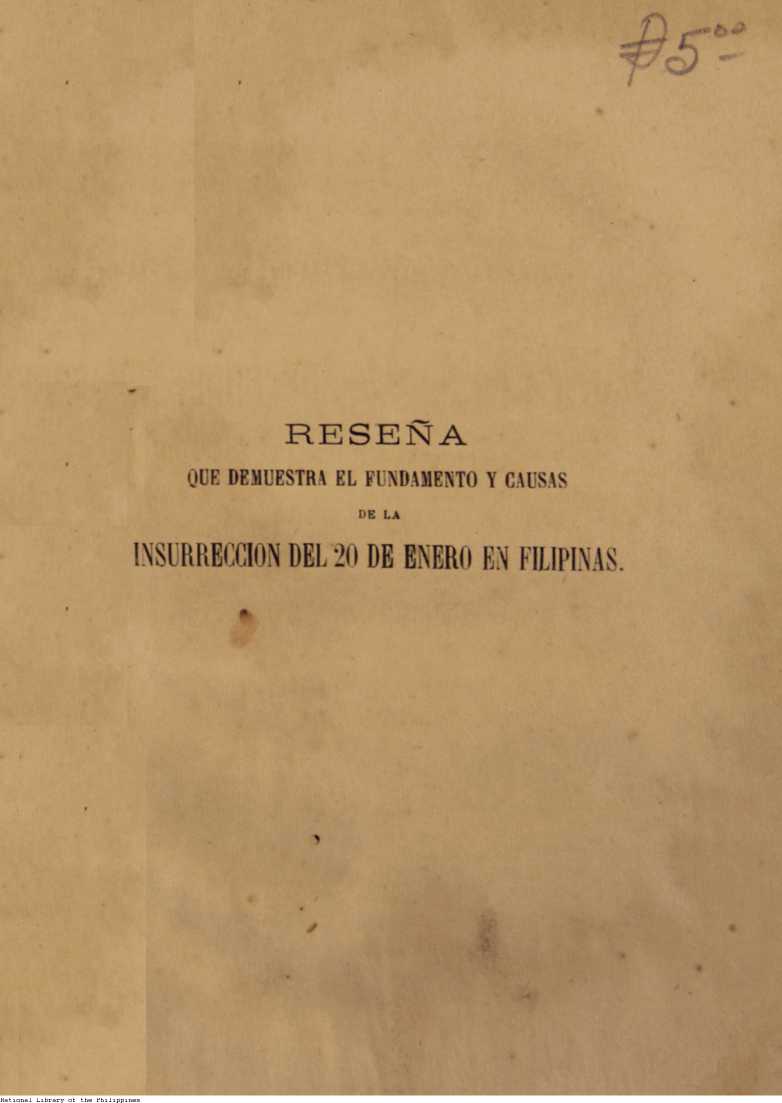 ₱5.00
RESEÑA
QUE DEMUESTRA EL FUNDAMENTO Y CAUSAS
DE LA
INSURRECCION DEL 20 DE ENERO EN FILIPINAS.
National Library of the Philippines